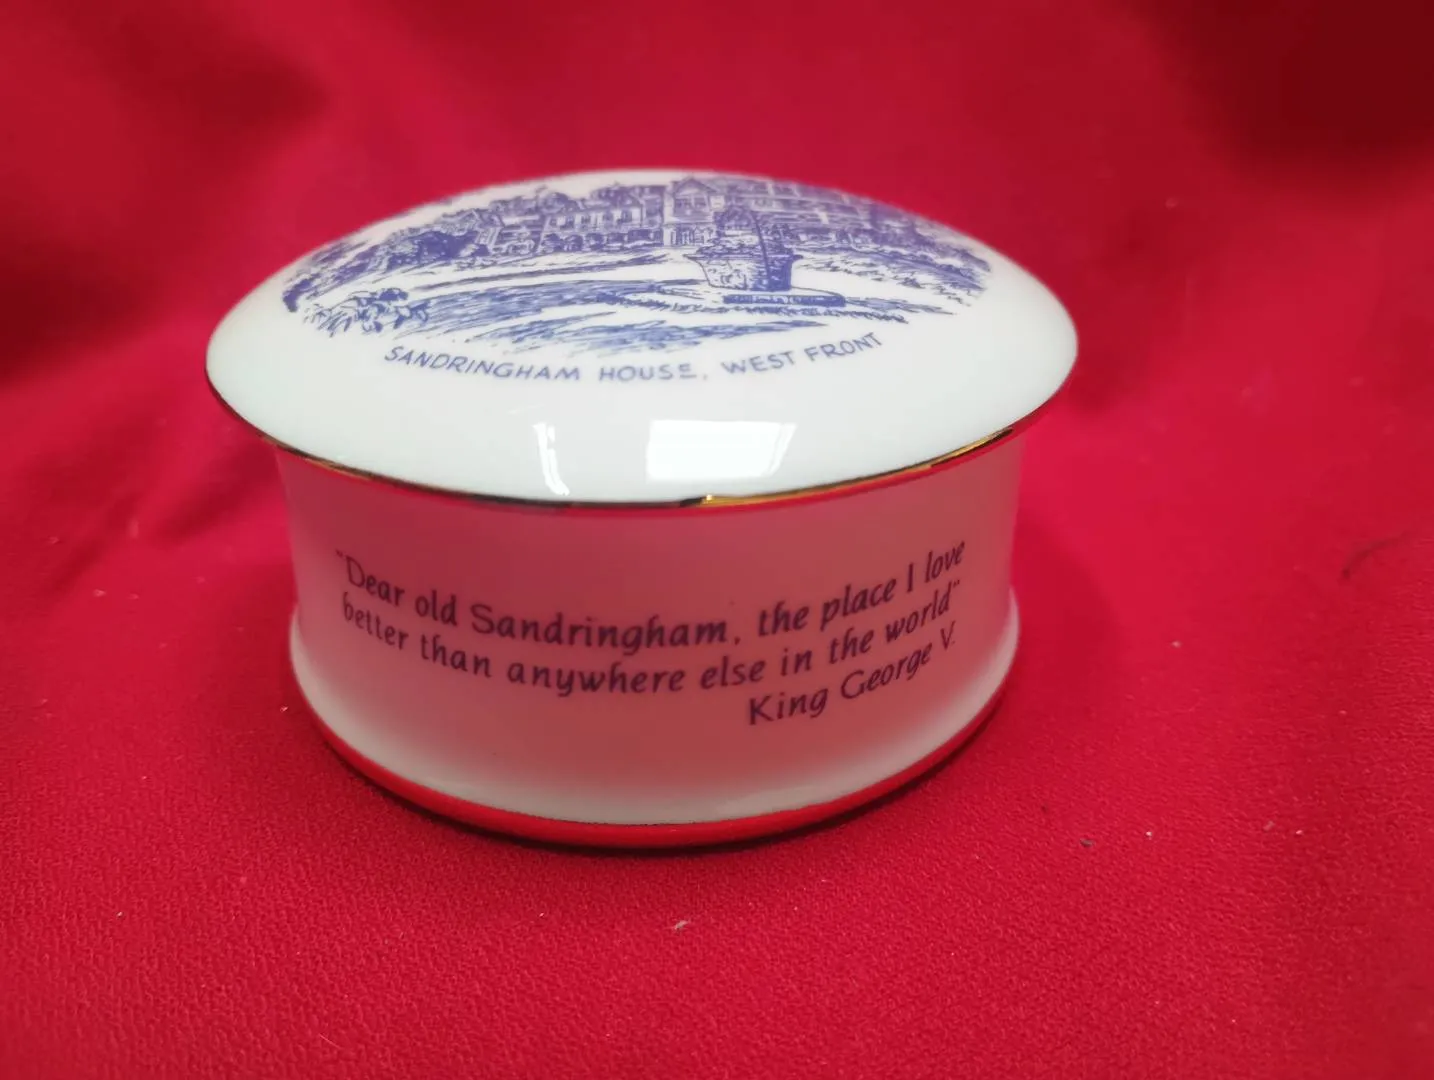 SANDRINGHAM HOUSE, WEST FRONT
"Dear old Sandringham, the place I love
better than anywhere else in the world"
King George V.